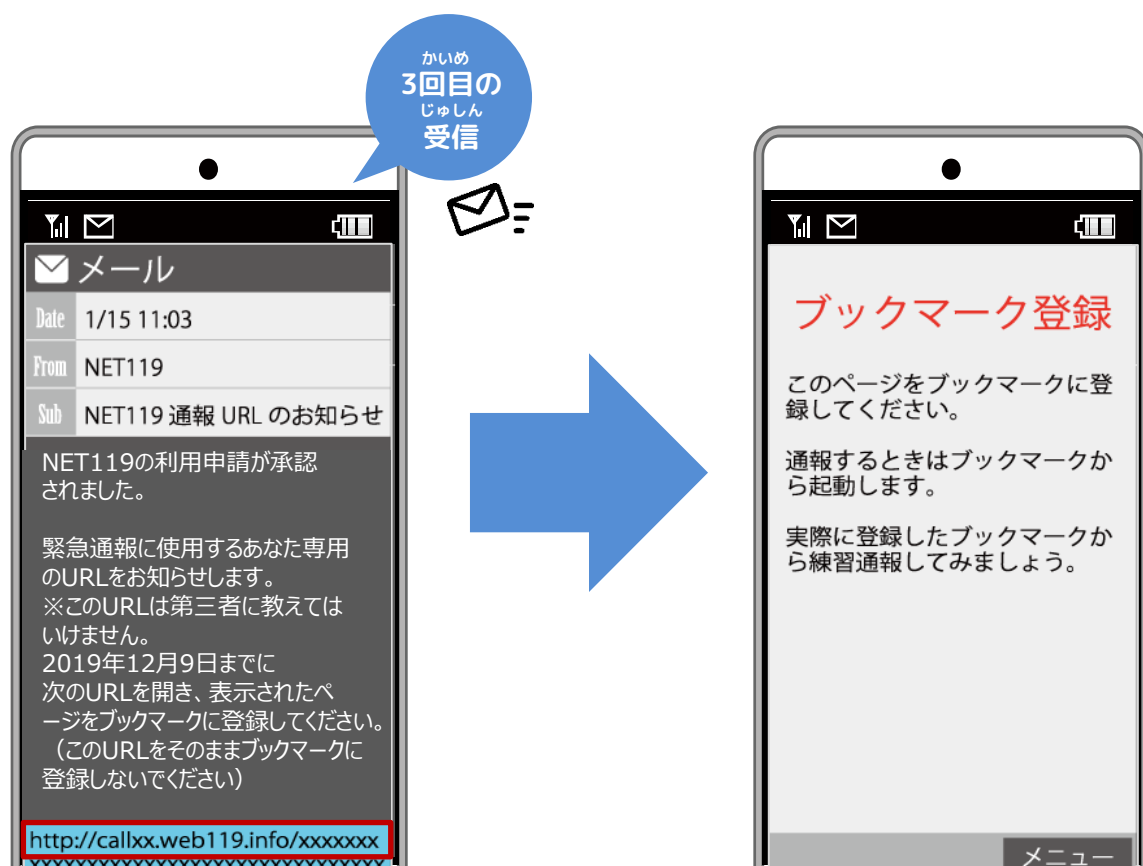 かいめ
3回目の
じゅしん
受信
メール
Date 1/15 11:03
From NET119
Sub NET119 通報 URL のお知らせ
NET119の利用申請が承認
されました。
緊急通報に使用するあなた専用
のURLをお知らせします。
※このURLは第三者に教えては
いけません。
2019年12月9日までに
次のURLを開き、表示されたペ
ージをブックマークに登録してください。
（このURLをそのままブックマークに
登録しないでください）
http://callxx.web119.info/xxxxxxx
ブックマーク登録
このページをブックマークに登
録してください。
通報するときはブックマークか
ら起動します。
実際に登録したブックマークか
ら練習通報してみましょう。
メニュー